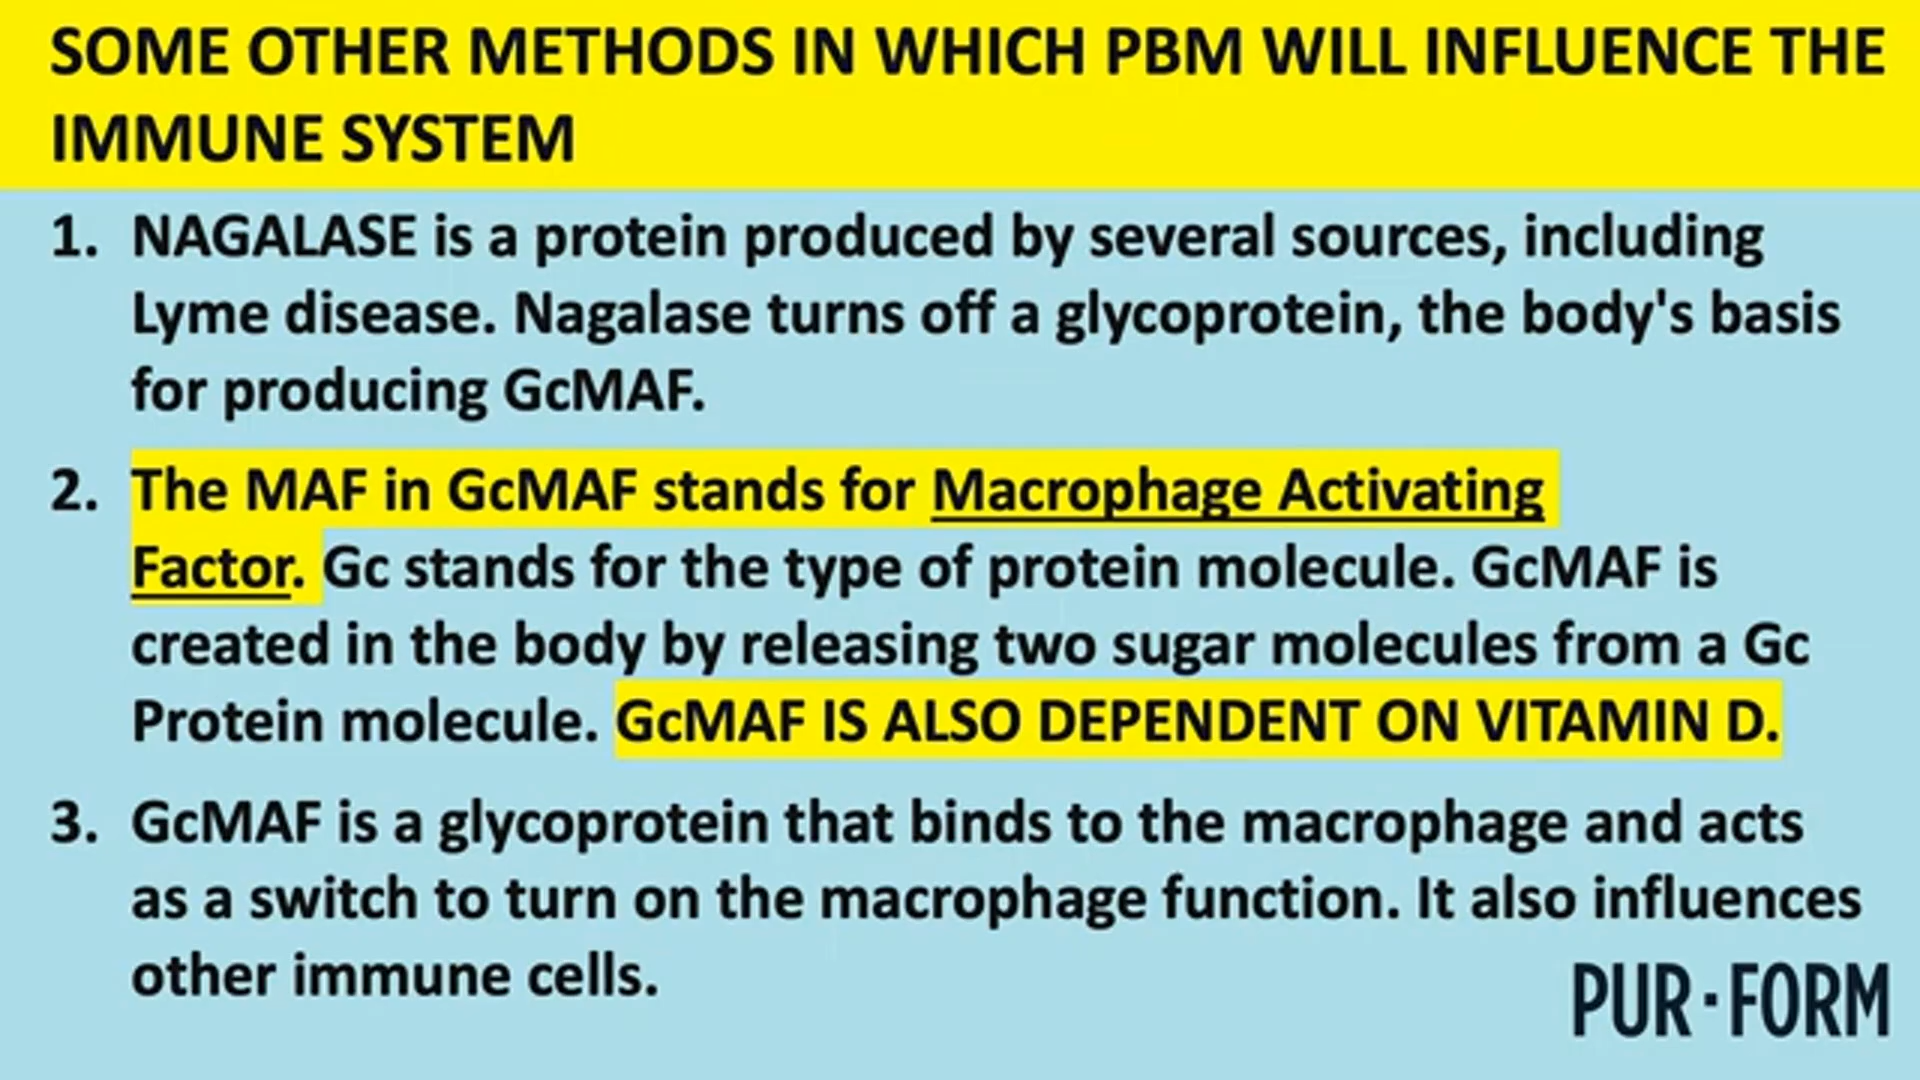 SOME OTHER METHODS IN WHICH PBM WILL INFLUENCE THE
IMMUNE SYSTEM
1. NAGALASE is a protein produced by several sources, including
Lyme disease. Nagalase turns off a glycoprotein, the body's basis
for producing GcMAF.
2. The MAF in GcMAF stands for Macrophage Activating
Factor. Gc stands for the type of protein molecule. GcMAF is
created in the body by releasing two sugar molecules from a Gc
Protein molecule. GcMAF IS ALSO DEPENDENT ON VITAMIN D.
3. GcMAF is a glycoprotein that binds to the macrophage and acts
as a switch to turn on the macrophage function. It also influences
other immune cells.
PUR·FORM